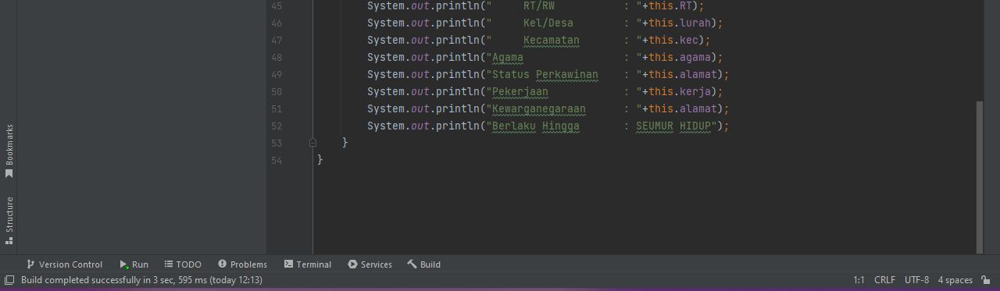 45 System.out.println("     RT/RW           : "+this.RT);
46 System.out.println("     Kel/Desa        : "+this.lurah);
47 System.out.println("     Kecamatan       : "+this.kec);
48 System.out.println("Agama                : "+this.agama);
49 System.out.println("Status Perkawinan    : "+this.alamat);
50 System.out.println("Pekerjaan            : "+this.kerja);
51 System.out.println("Kewarganegaraan      : "+this.alamat);
52 System.out.println("Berlaku Hingga       : SEUMUR HIDUP");
53 }
54 }
Bookmarks
Structure
Version Control Run TODO Problems Terminal Services Build
Build completed successfully in 3 sec, 595 ms (today 12:13) 1:1 CRLF UTF-8 4 spaces